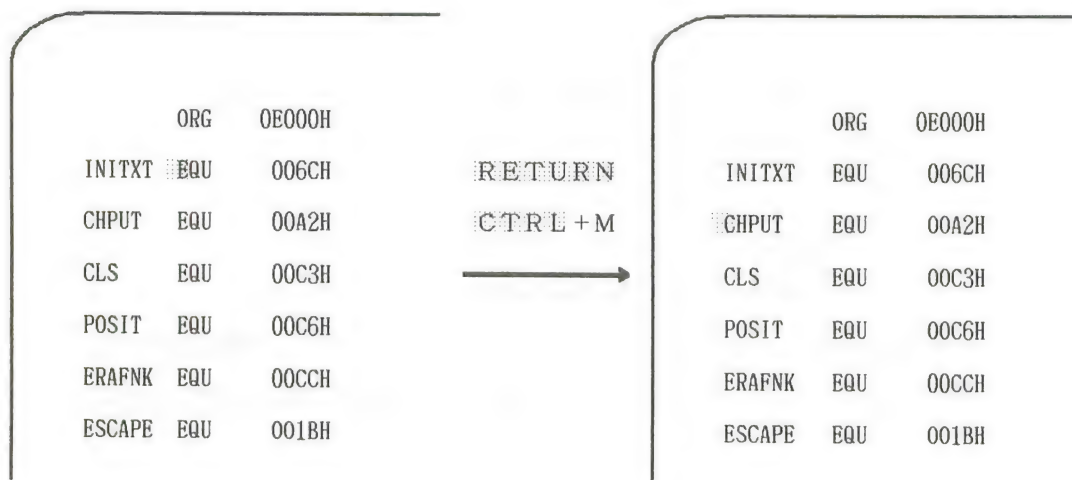 ORG 0E000H
INITXT EQU 006CH
CHPUT EQU 00A2H
CLS EQU 00C3H
POSIT EQU 00C6H
ERAFNK EQU 00CCH
ESCAPE EQU 001BH
RETURN
CTRL+M
ORG 0E000H
INITXT EQU 006CH
CHPUT EQU 00A2H
CLS EQU 00C3H
POSIT EQU 00C6H
ERAFNK EQU 00CCH
ESCAPE EQU 001BH